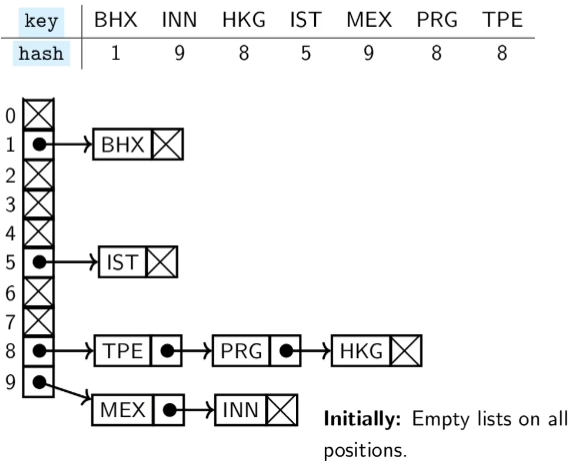 key BHX INN HKG IST MEX PRG TPE
hash 1 9 8 5 9 8 8
0
1 BHX
2
3
4
5 IST
6
7
8 TPE PRG HKG
9
MEX INN
Initially: Empty lists on all
positions.